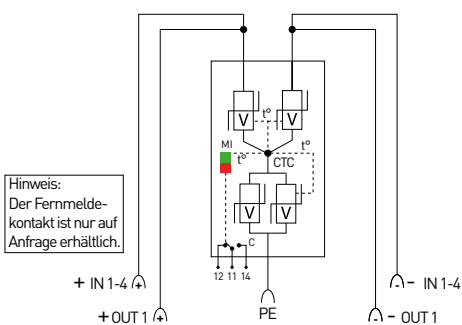 V
V
t°
MI
t°
CTC
t°
V
V
Hinweis:
Der Fernmelde-
kontakt ist nur auf
Anfrage erhältlich.
C
12 11 14
+ IN 1-4 +
- - IN 1-4
+ OUT 1 +
PE
- - OUT 1